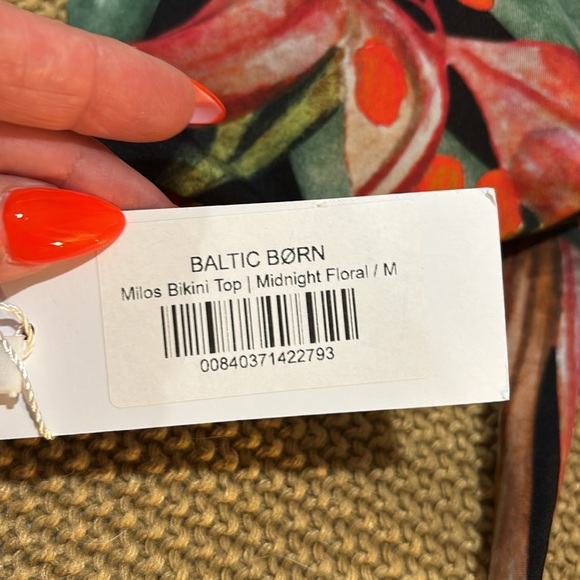 BALTIC BØRN
Milos Bikini Top | Midnight Floral / M
00840371422793